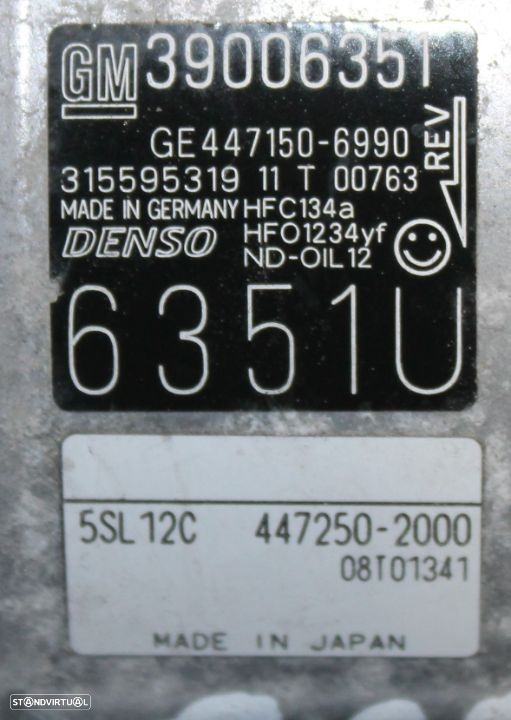 GM 39006351
GE447150-6990
REV
315595319 11 T 00763
MADE IN GERMANY HFC134a
DENSO HFO1234yf
ND-OIL12
6351U
5SL12C 447250-2000
08T01341
MADE IN JAPAN
STANDVIRTUAL